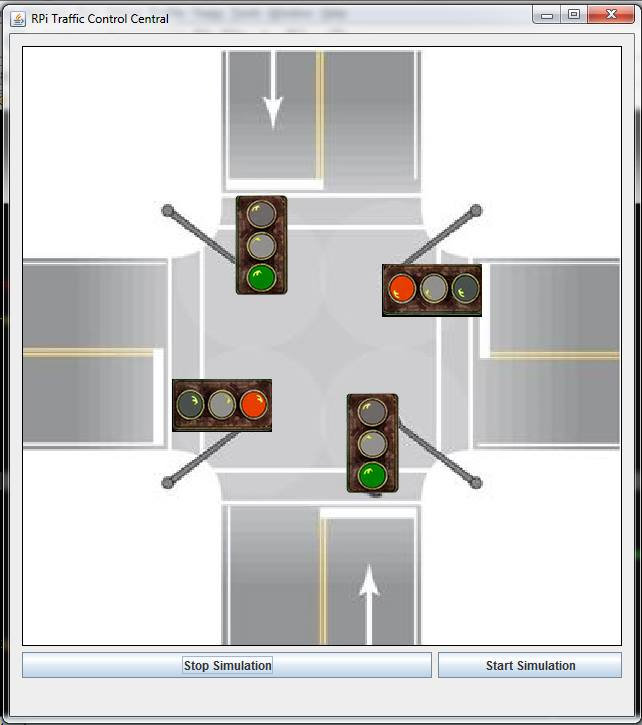 RPi Traffic Control Central
Stop Simulation
Start Simulation